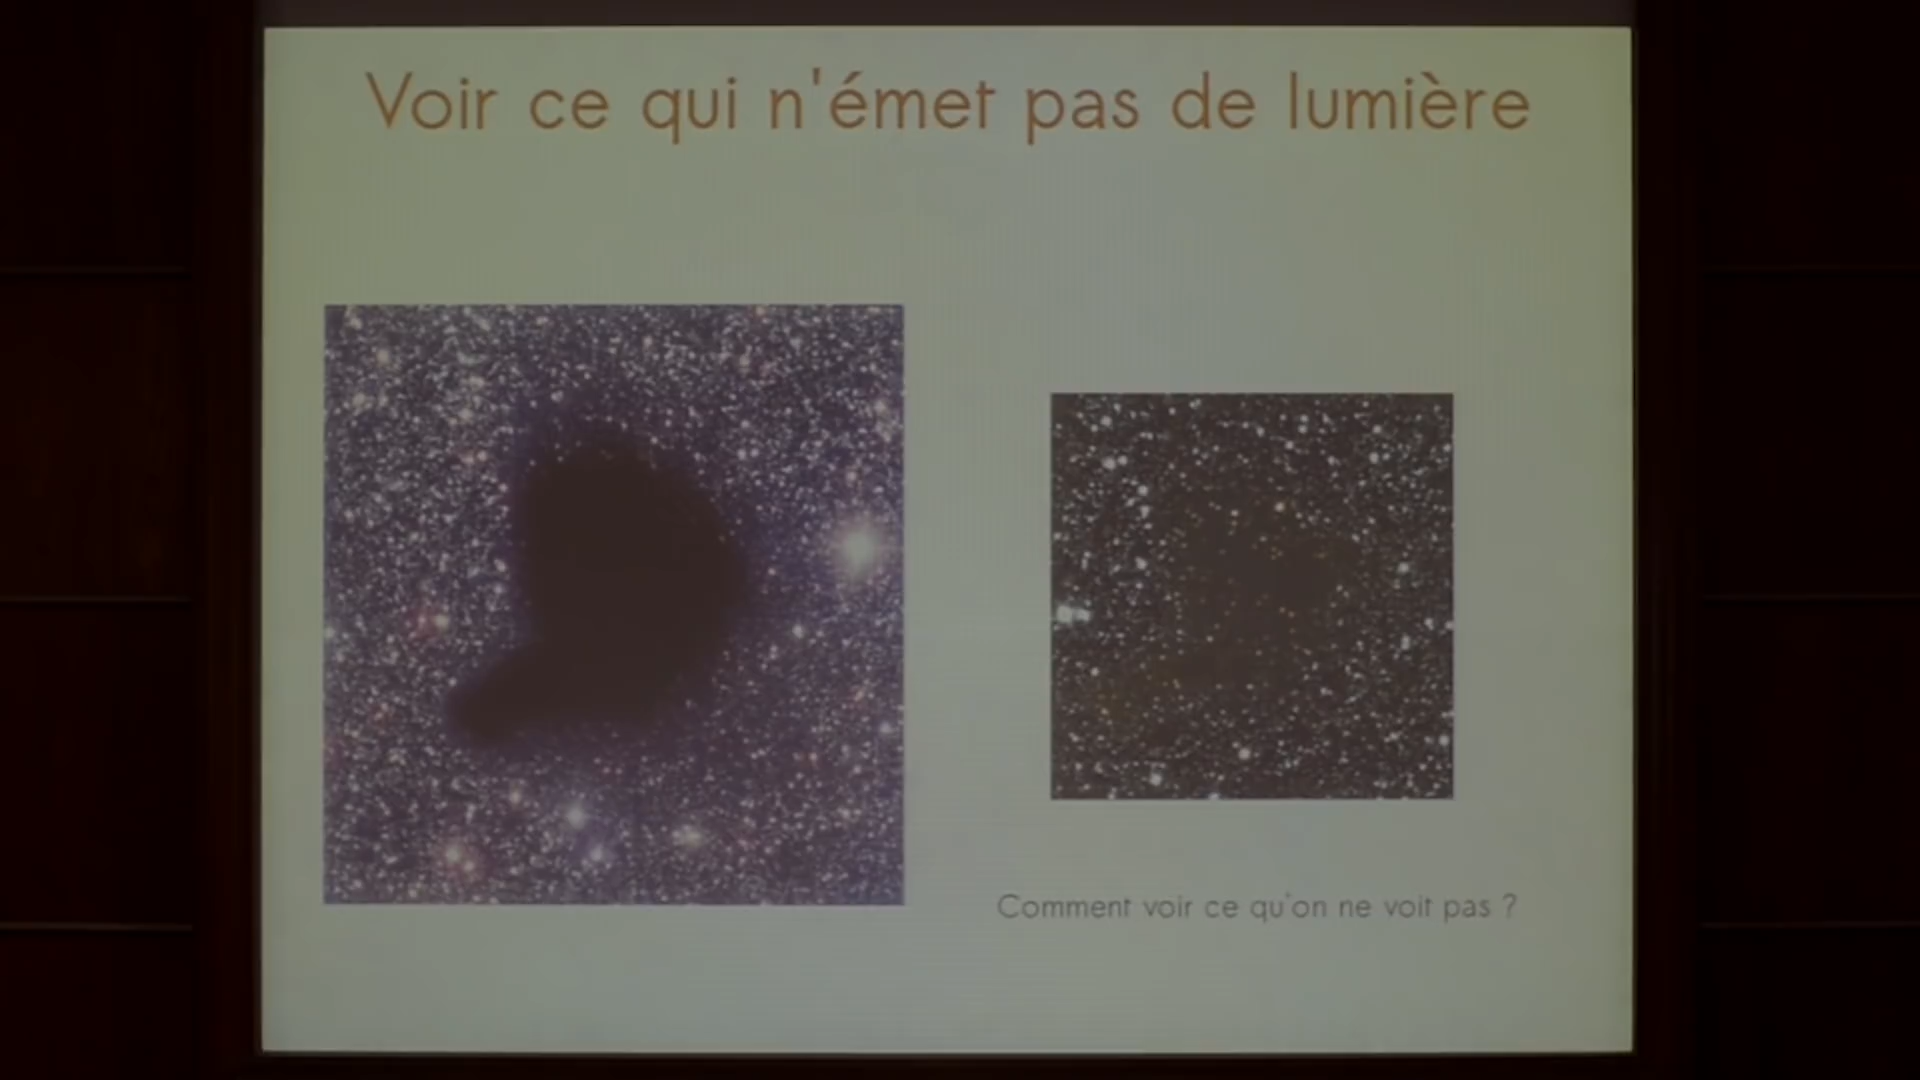 Voir ce qui n'émet pas de lumière
Comment voir ce qu'on ne voit pas ?